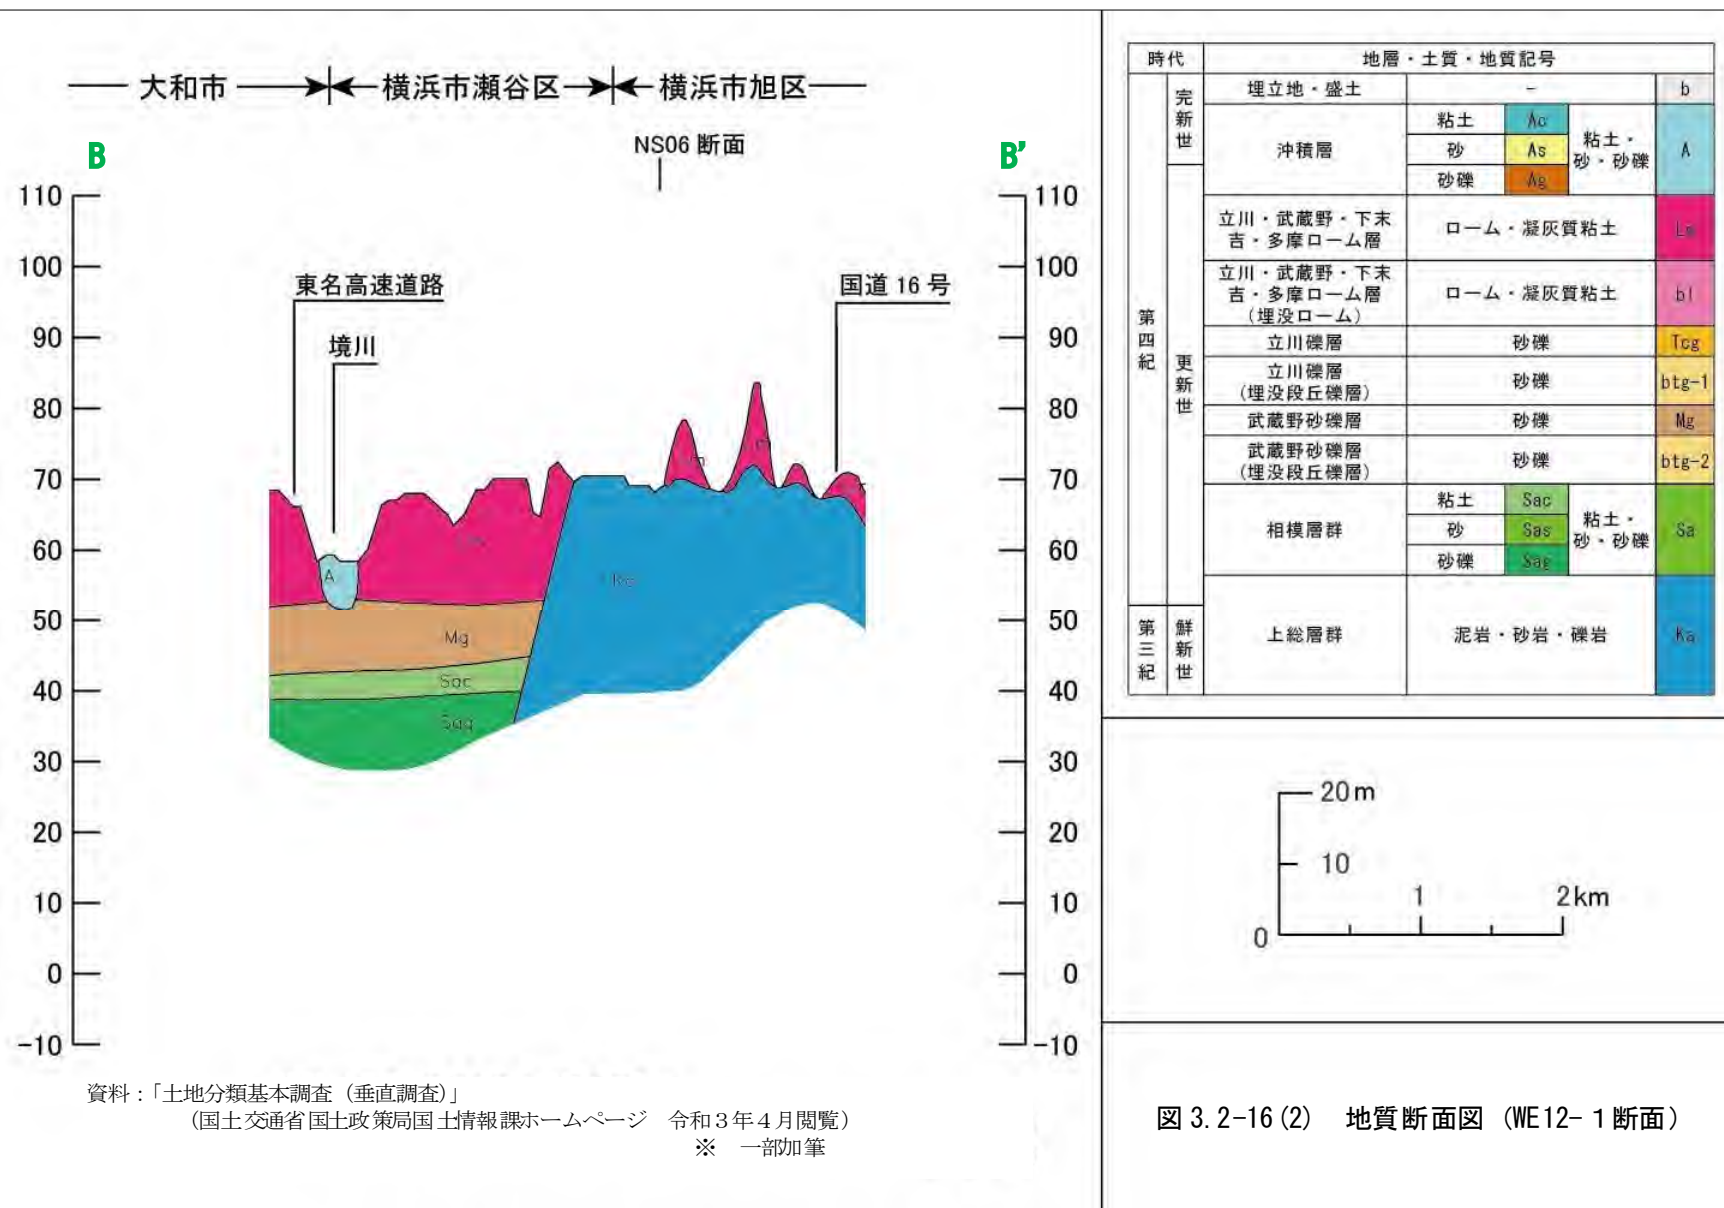 大和市 横浜市瀬谷区 横浜市旭区
NS06 断面
B B'
110 110
100 100
90 90
80 80
70 70
60 60
50 50
40 40
30 30
20 20
10 10
0 0
-10 -10
東名高速道路
境川
国道 16 号
A
Mg
Sac
Sag
資料:「土地分類基本調査(垂直調査)」
(国土交通省国土政策局国土情報課ホームページ 令和3年4月閲覧)
※ 一部加筆
時代 地層・土質・地質記号
第四紀
完新世
更新世
第三紀
鮮新世
埋立地・盛土 - b
沖積層
粘土 Ac
砂 As
砂礫 Ag
粘土・
砂・砂礫
A
立川・武蔵野・下末
吉・多摩ローム層
ローム・凝灰質粘土
立川・武蔵野・下末
吉・多摩ローム層
(埋没ローム)
ローム・凝灰質粘土 bl
立川礫層 砂礫 Tcg
立川礫層
(埋没段丘礫層)
砂礫 btg-1
武蔵野砂礫層 砂礫 Mg
武蔵野砂礫層
(埋没段丘礫層)
砂礫 btg-2
相模層群
粘土 Sac
砂 Sas
砂礫 Sag
粘土・
砂・砂礫
Sa
上総層群 泥岩・砂岩・礫岩 Ka
20m
10
0
1 2km
図 3.2-16(2) 地質断面図(WE12-1断面)